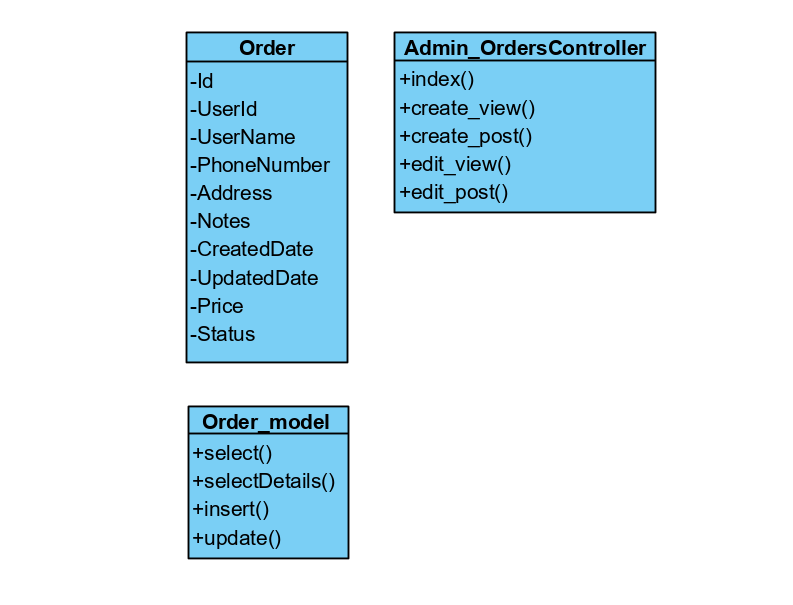 Order
-Id
-UserId
-UserName
-PhoneNumber
-Address
-Notes
-CreatedDate
-UpdatedDate
-Price
-Status
Admin_OrdersController
+index()
+create_view()
+create_post()
+edit_view()
+edit_post()
Order_model
+select()
+selectDetails()
+insert()
+update()